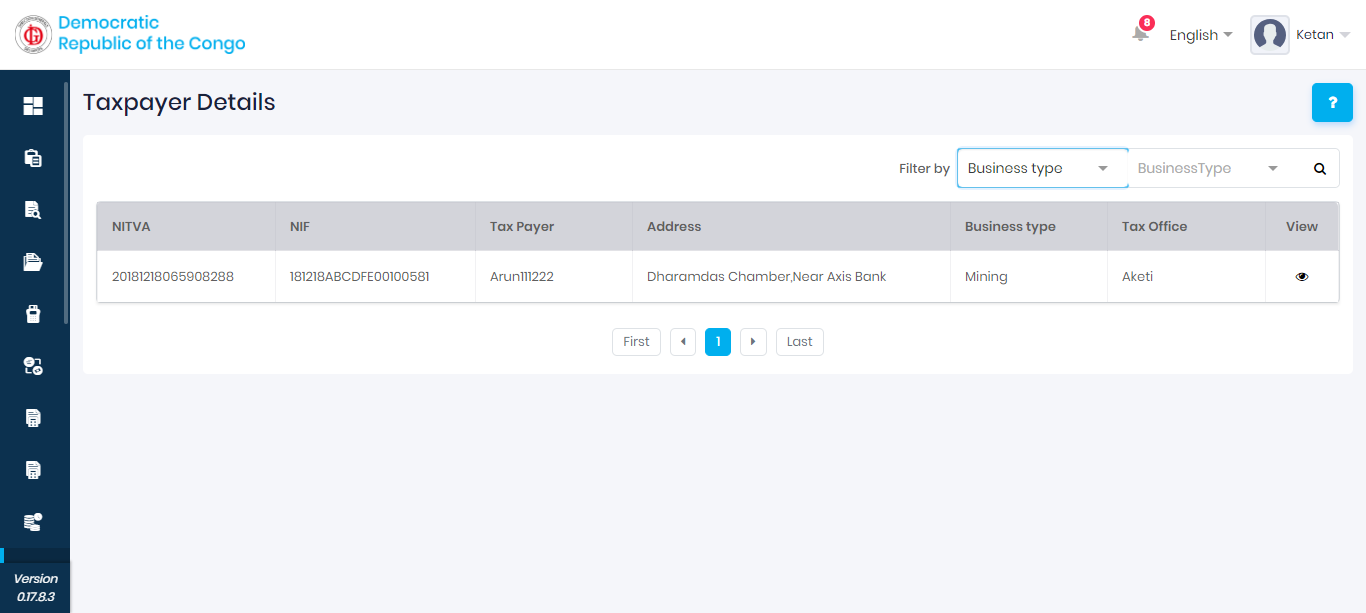 Democratic
Republic of the Congo
8
English
Ketan
Taxpayer Details
?
Filter by Business type BusinessType
NITVA NIF Tax Payer Address Business type Tax Office View
20181218065908288 181218ABCDFE00100581 Arun111222 Dharamdas Chamber,Near Axis Bank Mining Aketi
First 1 Last
Version
0.17.8.3